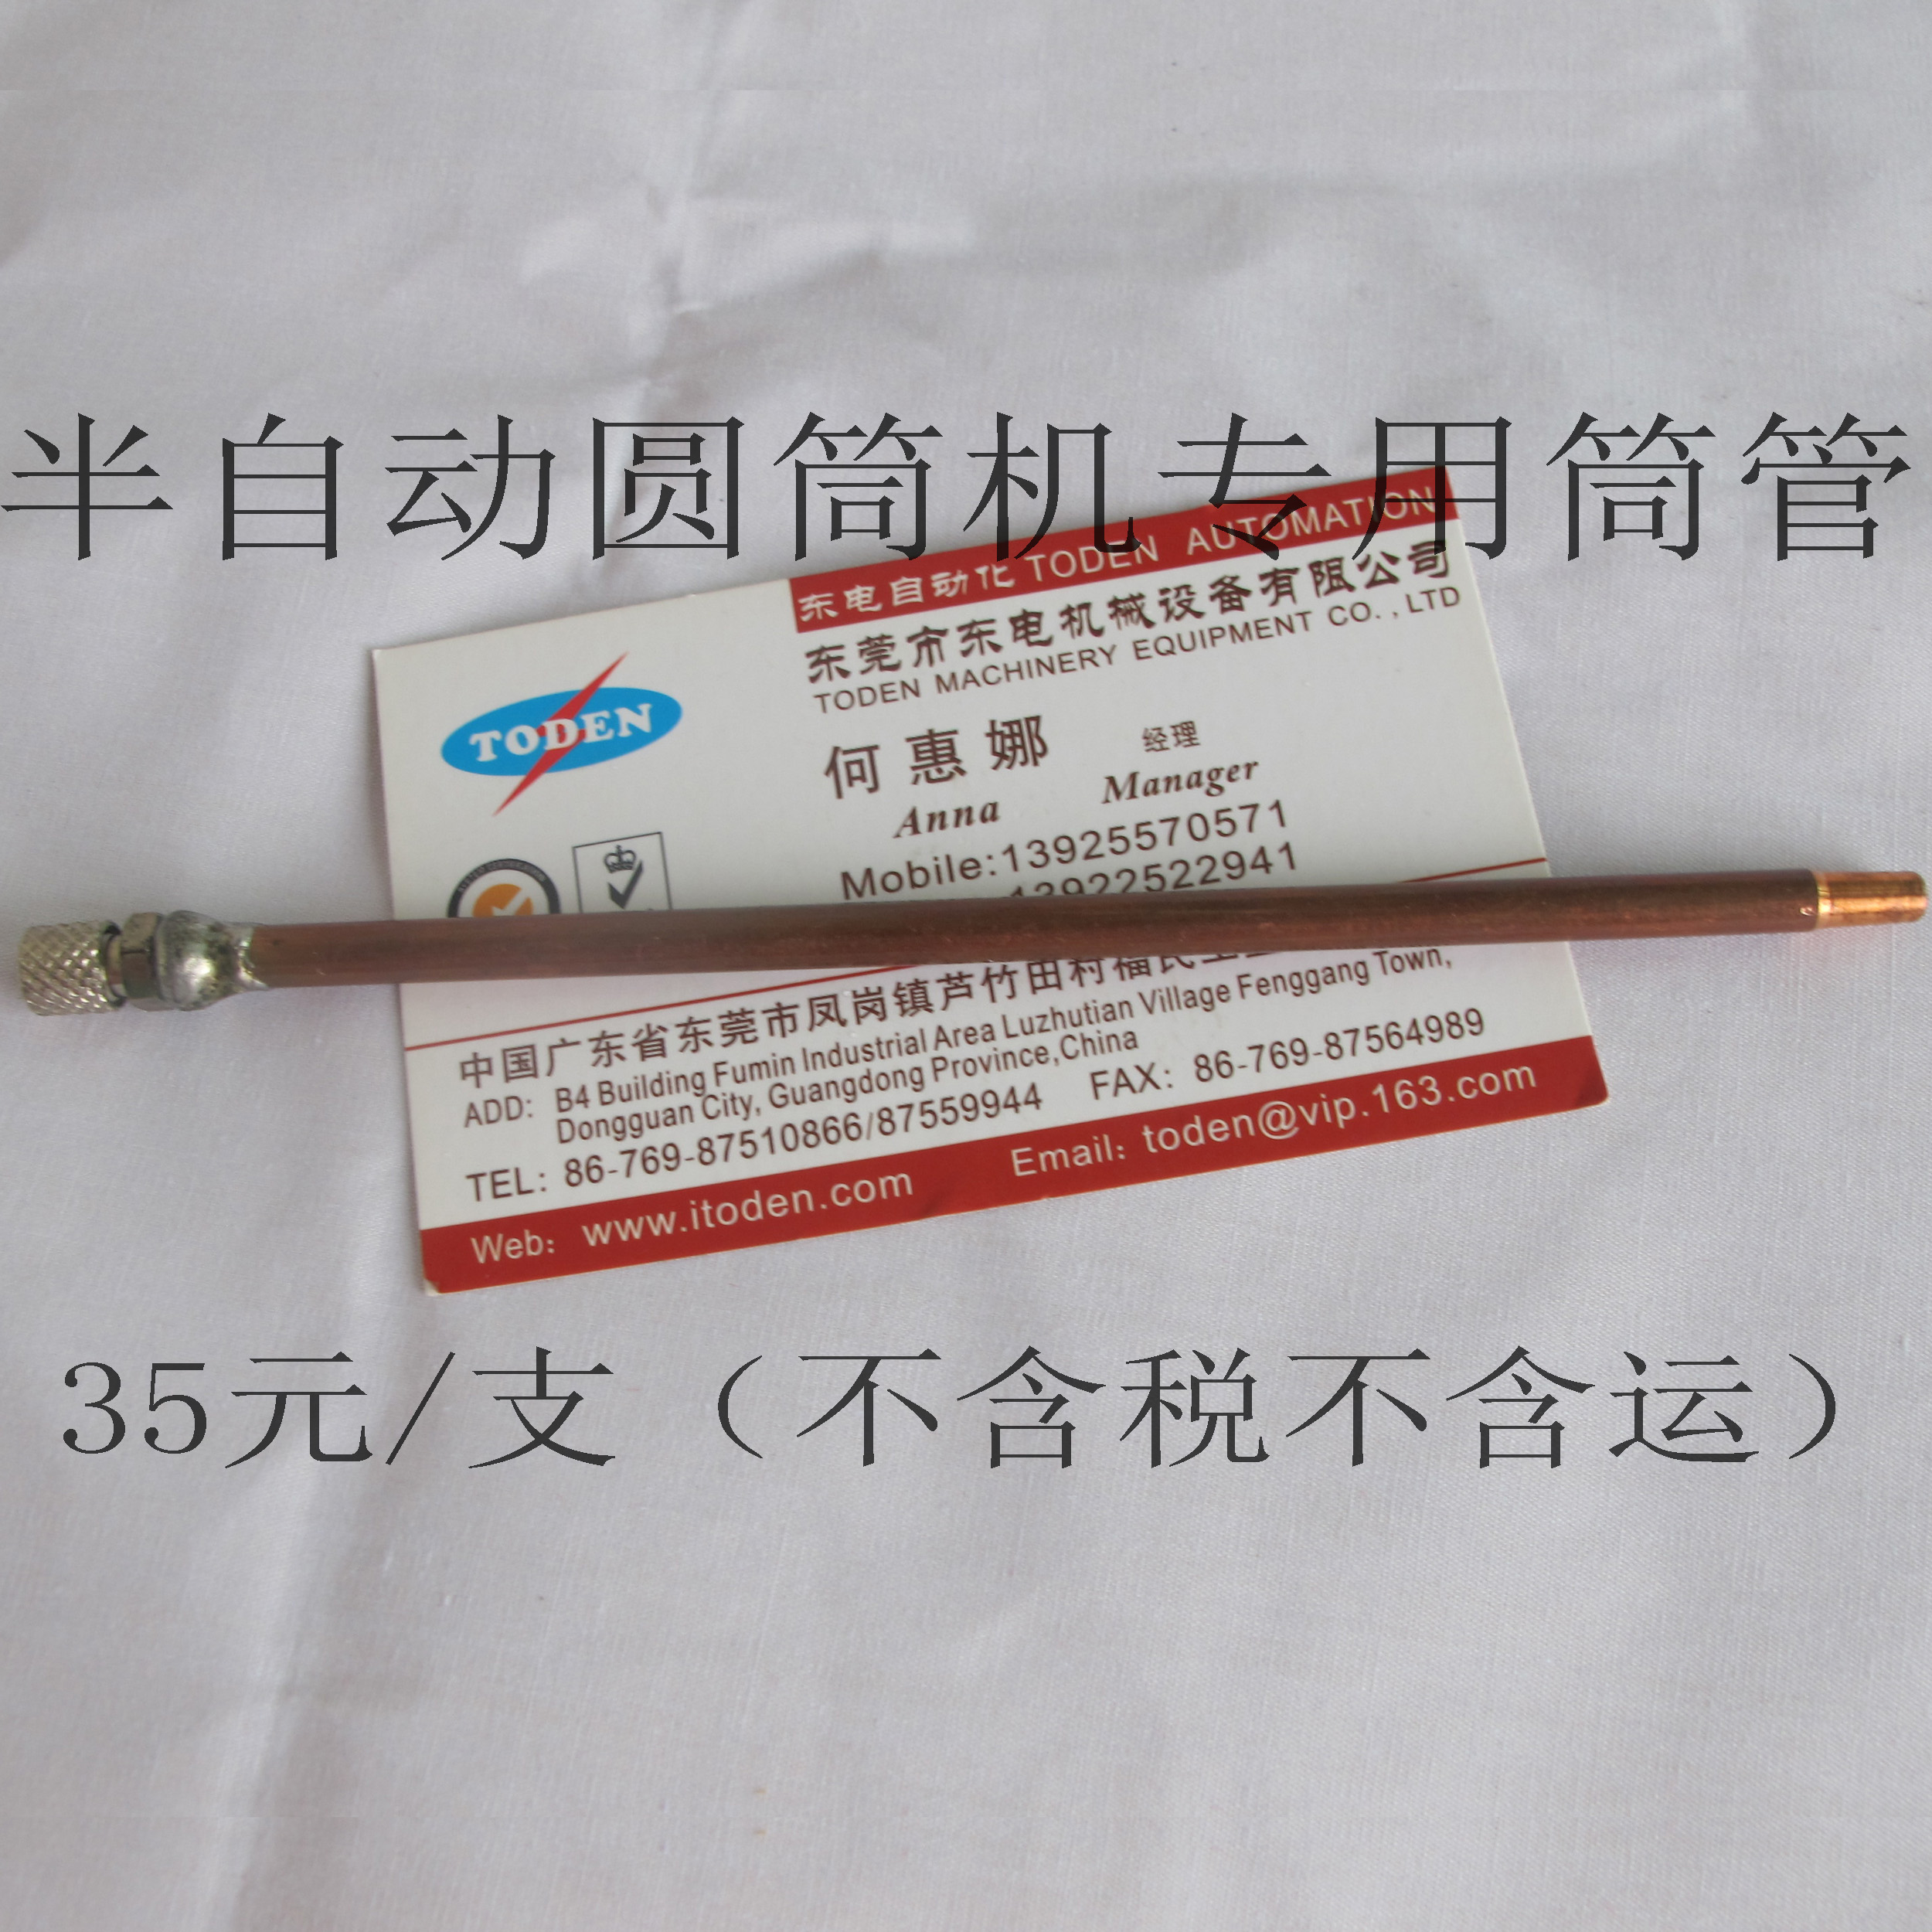 半自动圆筒机专用筒管
东电自动化 TODEN AUTOMATION
东莞市东电机械设备有限公司
TODEN MACHINERY EQUIPMENT CO.,LTD
TODEN
何惠娜 经理
Anna Manager
Mobile:13925570571
13922522941
中国广东省东莞市凤岗镇芦竹田村福民工业
ADD: B4 Building Fumin Industrial Area Luzhutian Village Fenggang Town,
Dongguan City, Guangdong Province,China
TEL: 86-769-87510866/87559944 FAX: 86-769-87564989
Web: www.itoden.com Email: toden@vip.163.com
35元/支（不含税不含运）